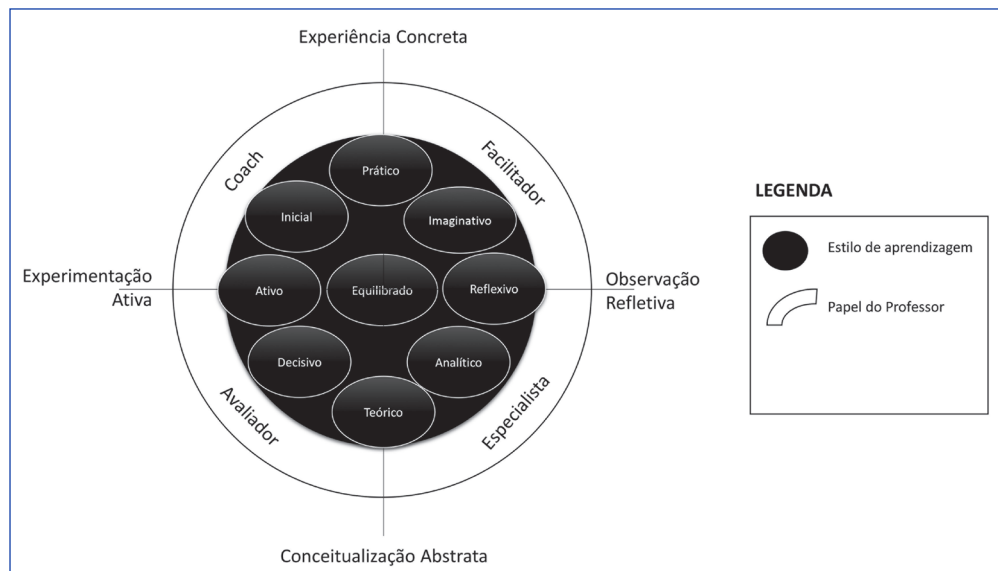 Experiência Concreta
Coach
Facilitador
Prático
Inicial
Imaginativo
Experimentação
Ativa
Ativo
Equilibrado
Reflexivo
Observação
Refletiva
Decisivo
Analítico
Teórico
Avaliador
Especialista
Conceitualização Abstrata
LEGENDA
Estilo de aprendizagem
Papel do Professor